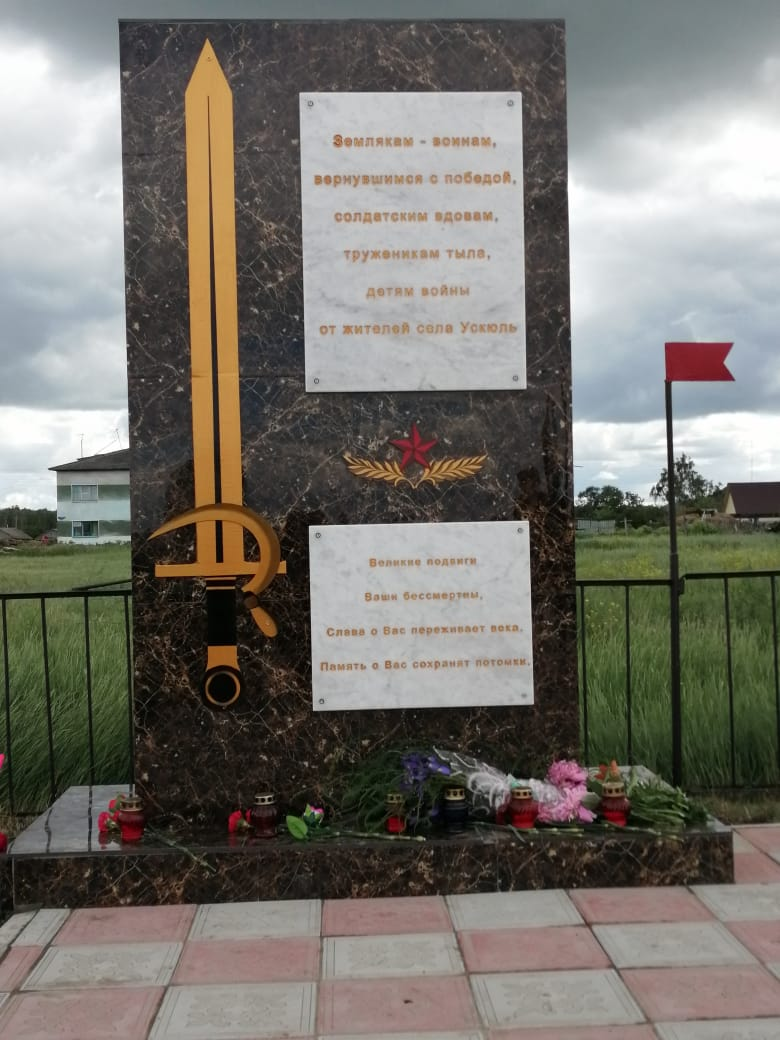 Землякам - воинам,
вернувшимся с победой,
солдатским вдовам,
труженикам тыла,
детям войны
от жителей села Ускюль
Великие подвиги
Ваши бессмертны,
Слава о Вас переживает века,
Память о Вас сохранят потомки.